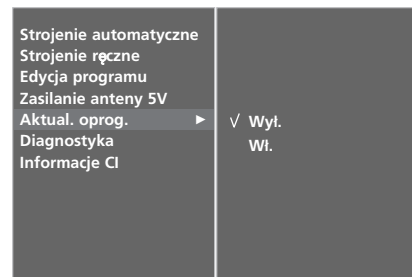 Strojenie automatyczne
Strojenie ręczne
Edycja programu
Zasilanie anteny 5V
Aktual. oprog. ►
Diagnostyka
Informacje CI
√ Wył.
Wł.